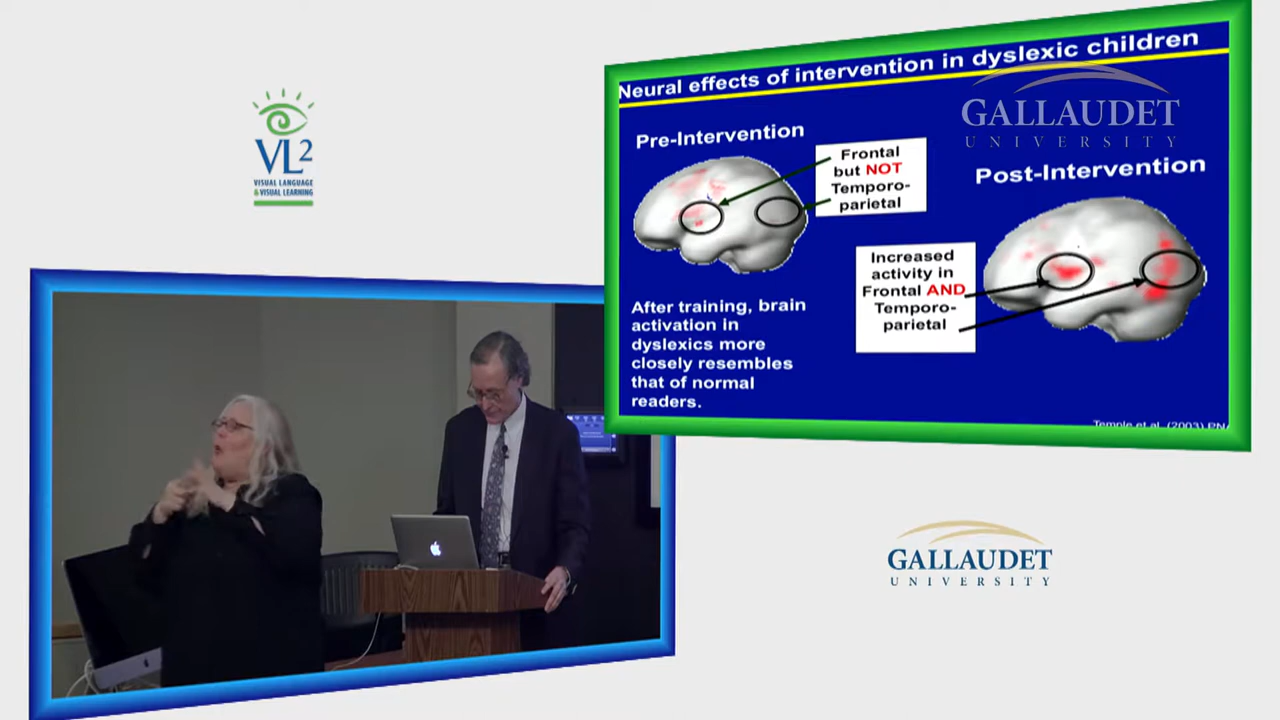 VL2
VISUAL LANGUAGE
& VISUAL LEARNING
Neural effects of intervention in dyslexic children
GALLAUDET
UNIVERSITY
Pre-Intervention
Frontal
but NOT
Temporo-
parietal
Post-Intervention
Increased
activity in
Frontal AND
Temporo-
parietal
After training, brain
activation in
dyslexics more
closely resembles
that of normal
readers.
Temple et al. (2003) PN
GALLAUDET
UNIVERSITY